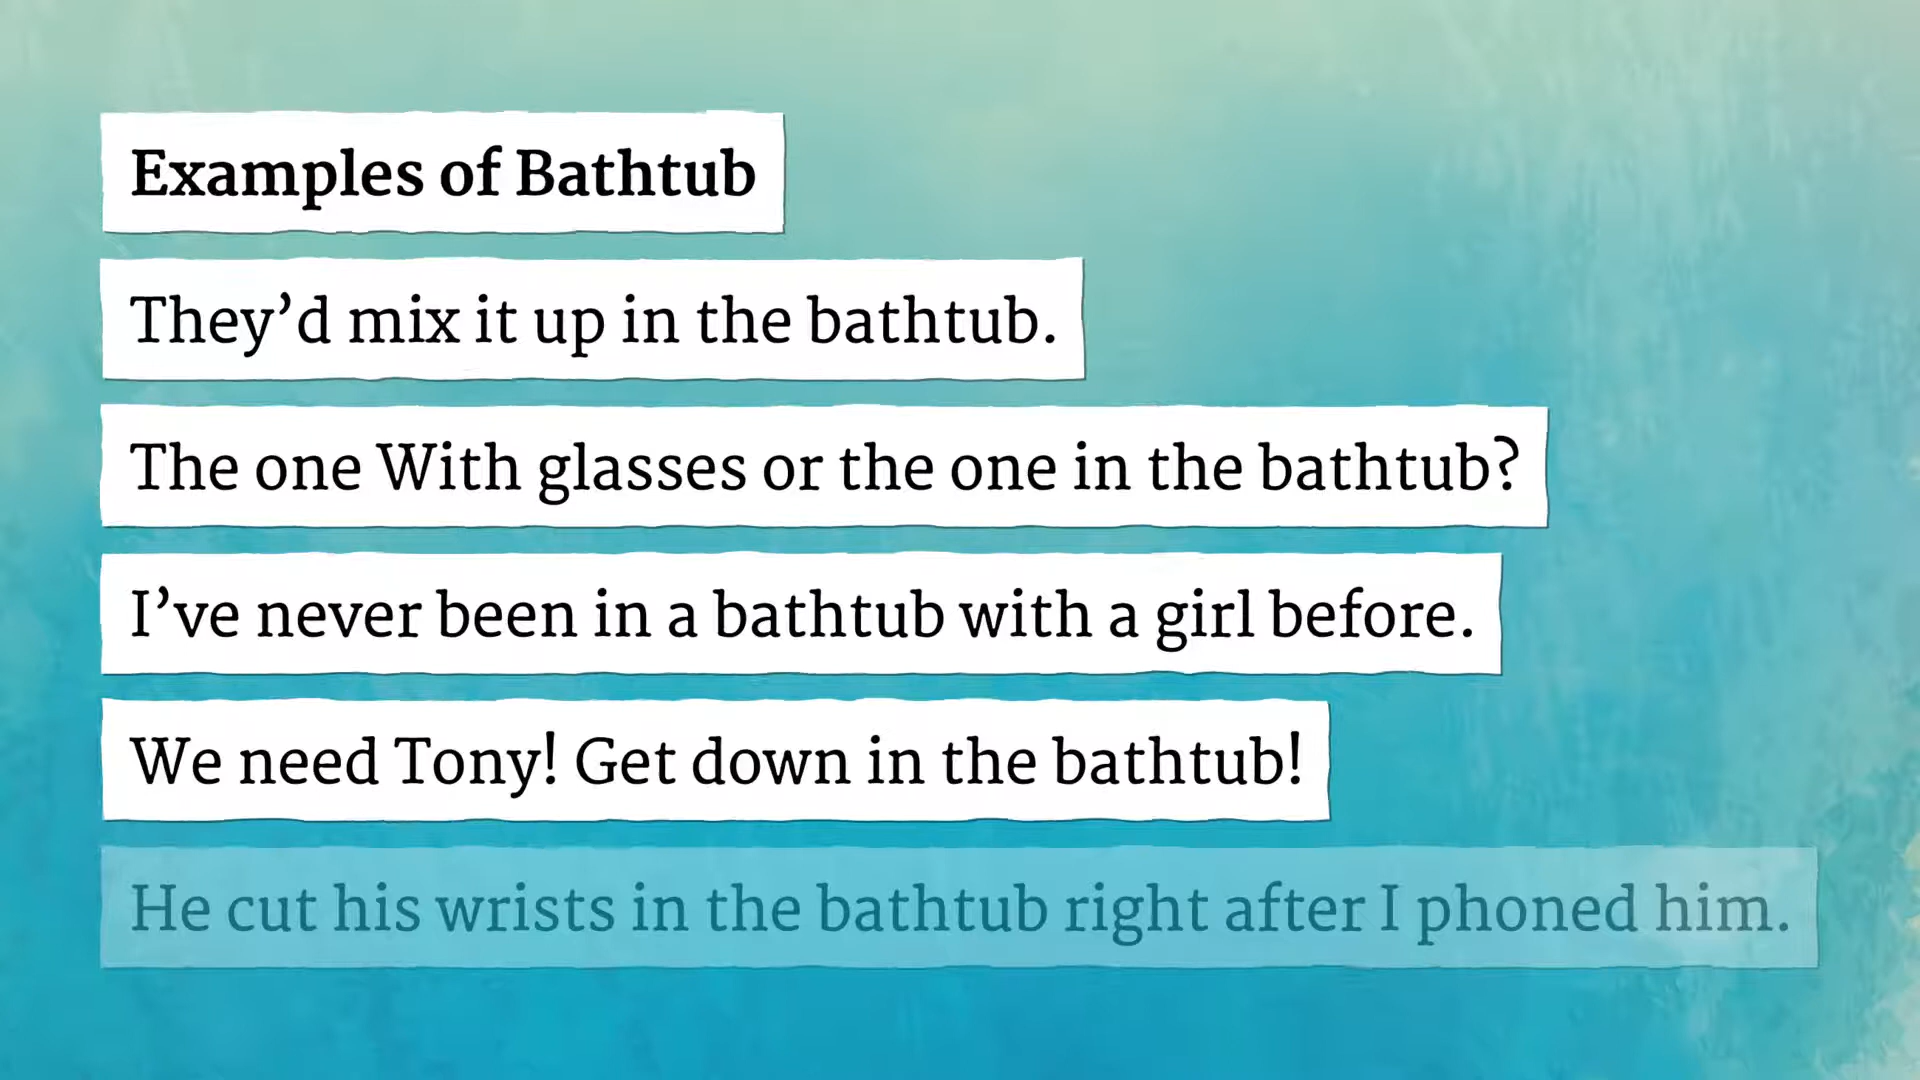 Examples of Bathtub
They’d mix it up in the bathtub.
The one With glasses or the one in the bathtub?
I’ve never been in a bathtub with a girl before.
We need Tony! Get down in the bathtub!
He cut his wrists in the bathtub right after I phoned him.